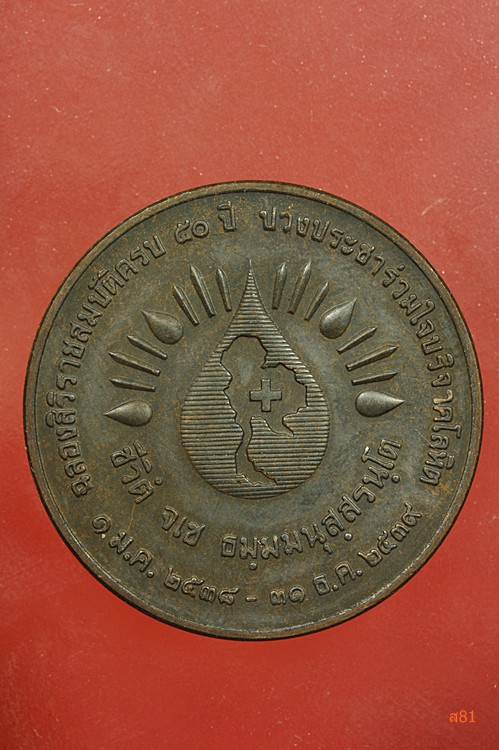 ฉลองสิริราชสมบัติครบ ๕๐ ปี ปวงประชาร่วมใจบริจาคโลหิต
ชีวิตํ จเช ธมฺมมนุสฺสรนฺโต
๑ ม.ค. ๒๕๓๘ - ๓๑ ธ.ค. ๒๕๓๙
ส81